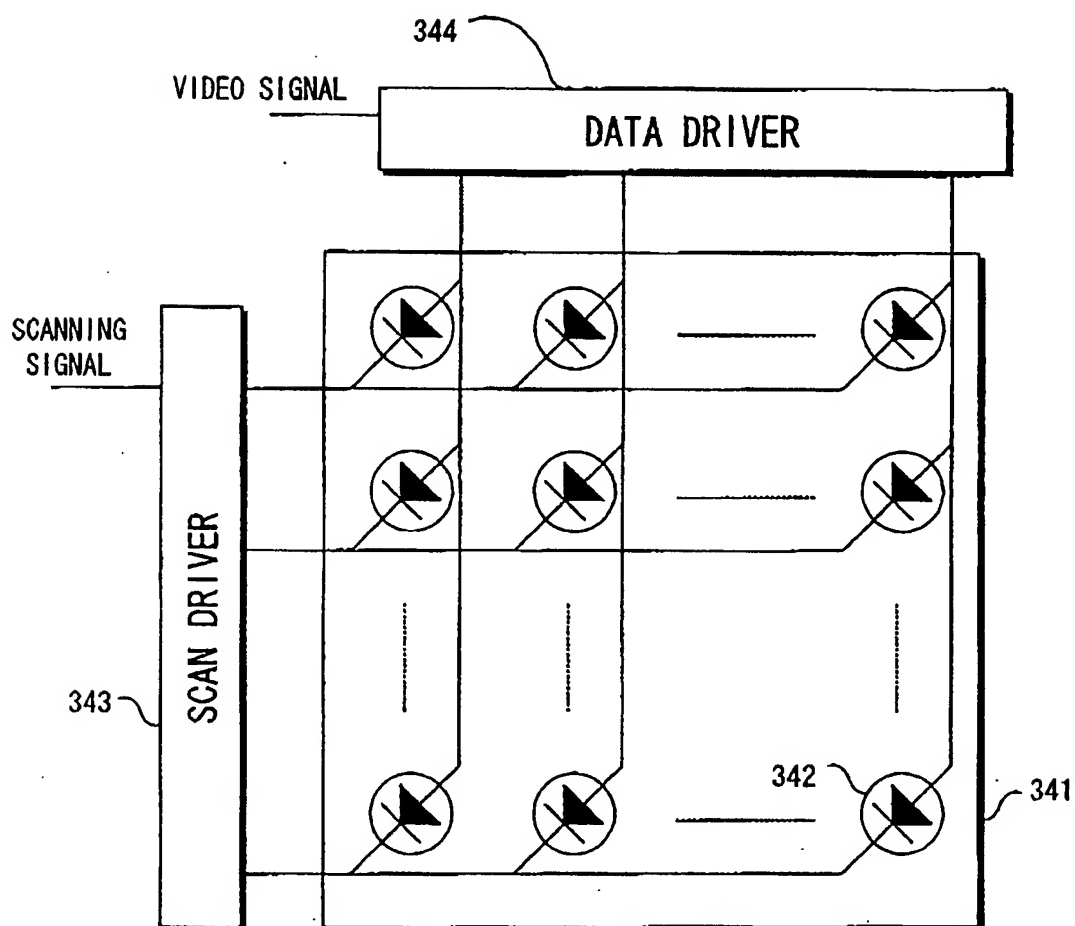 344
VIDEO SIGNAL
DATA DRIVER
SCANNING
SIGNAL
SCAN DRIVER
343
342
341